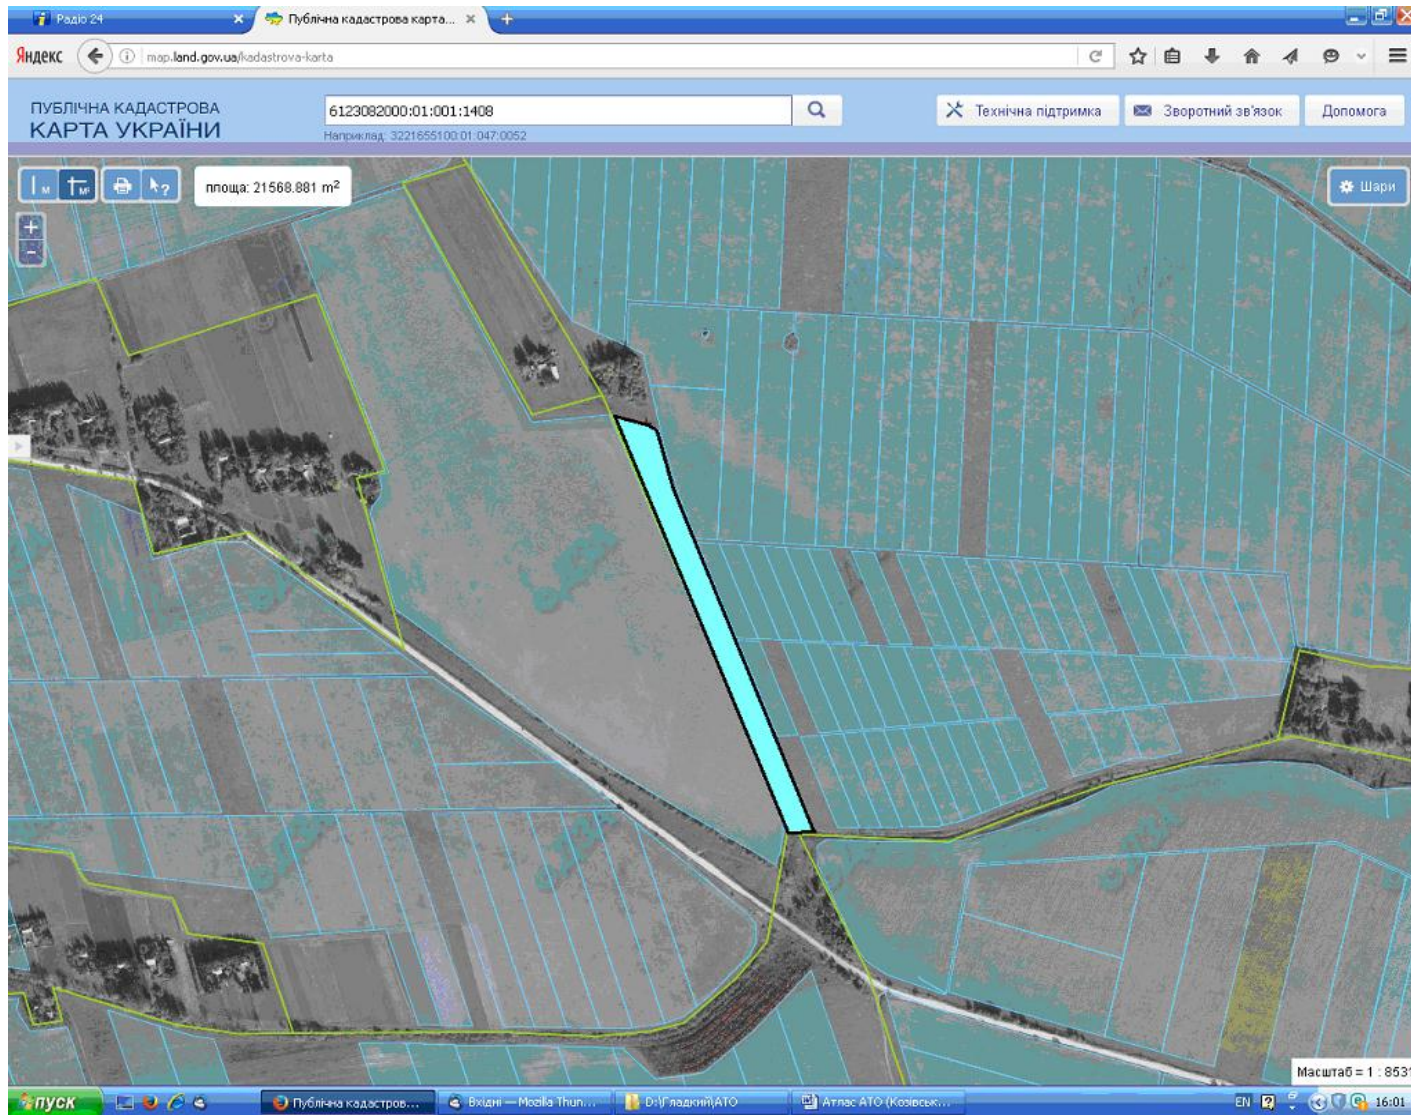 Радіо 24
Публічна кадастрова карта...
Яндекс
map.land.gov.ua/kadastrova-karta
ПУБЛІЧНА КАДАСТРОВА
КАРТА УКРАЇНИ
6123082000:01:001:1408
Наприклад: 3221655100:01:047:0052
Технічна підтримка
Зворотний зв'язок
Допомога
м
м²
площа: 21568.881 m²
Шари
Масштаб = 1 : 8531
пуск
Публічна кадастров...
Вхідні — Mozilla Thun...
D:\Гладкий\АТО
Атлас АТО (Козівськ...
EN
16:01